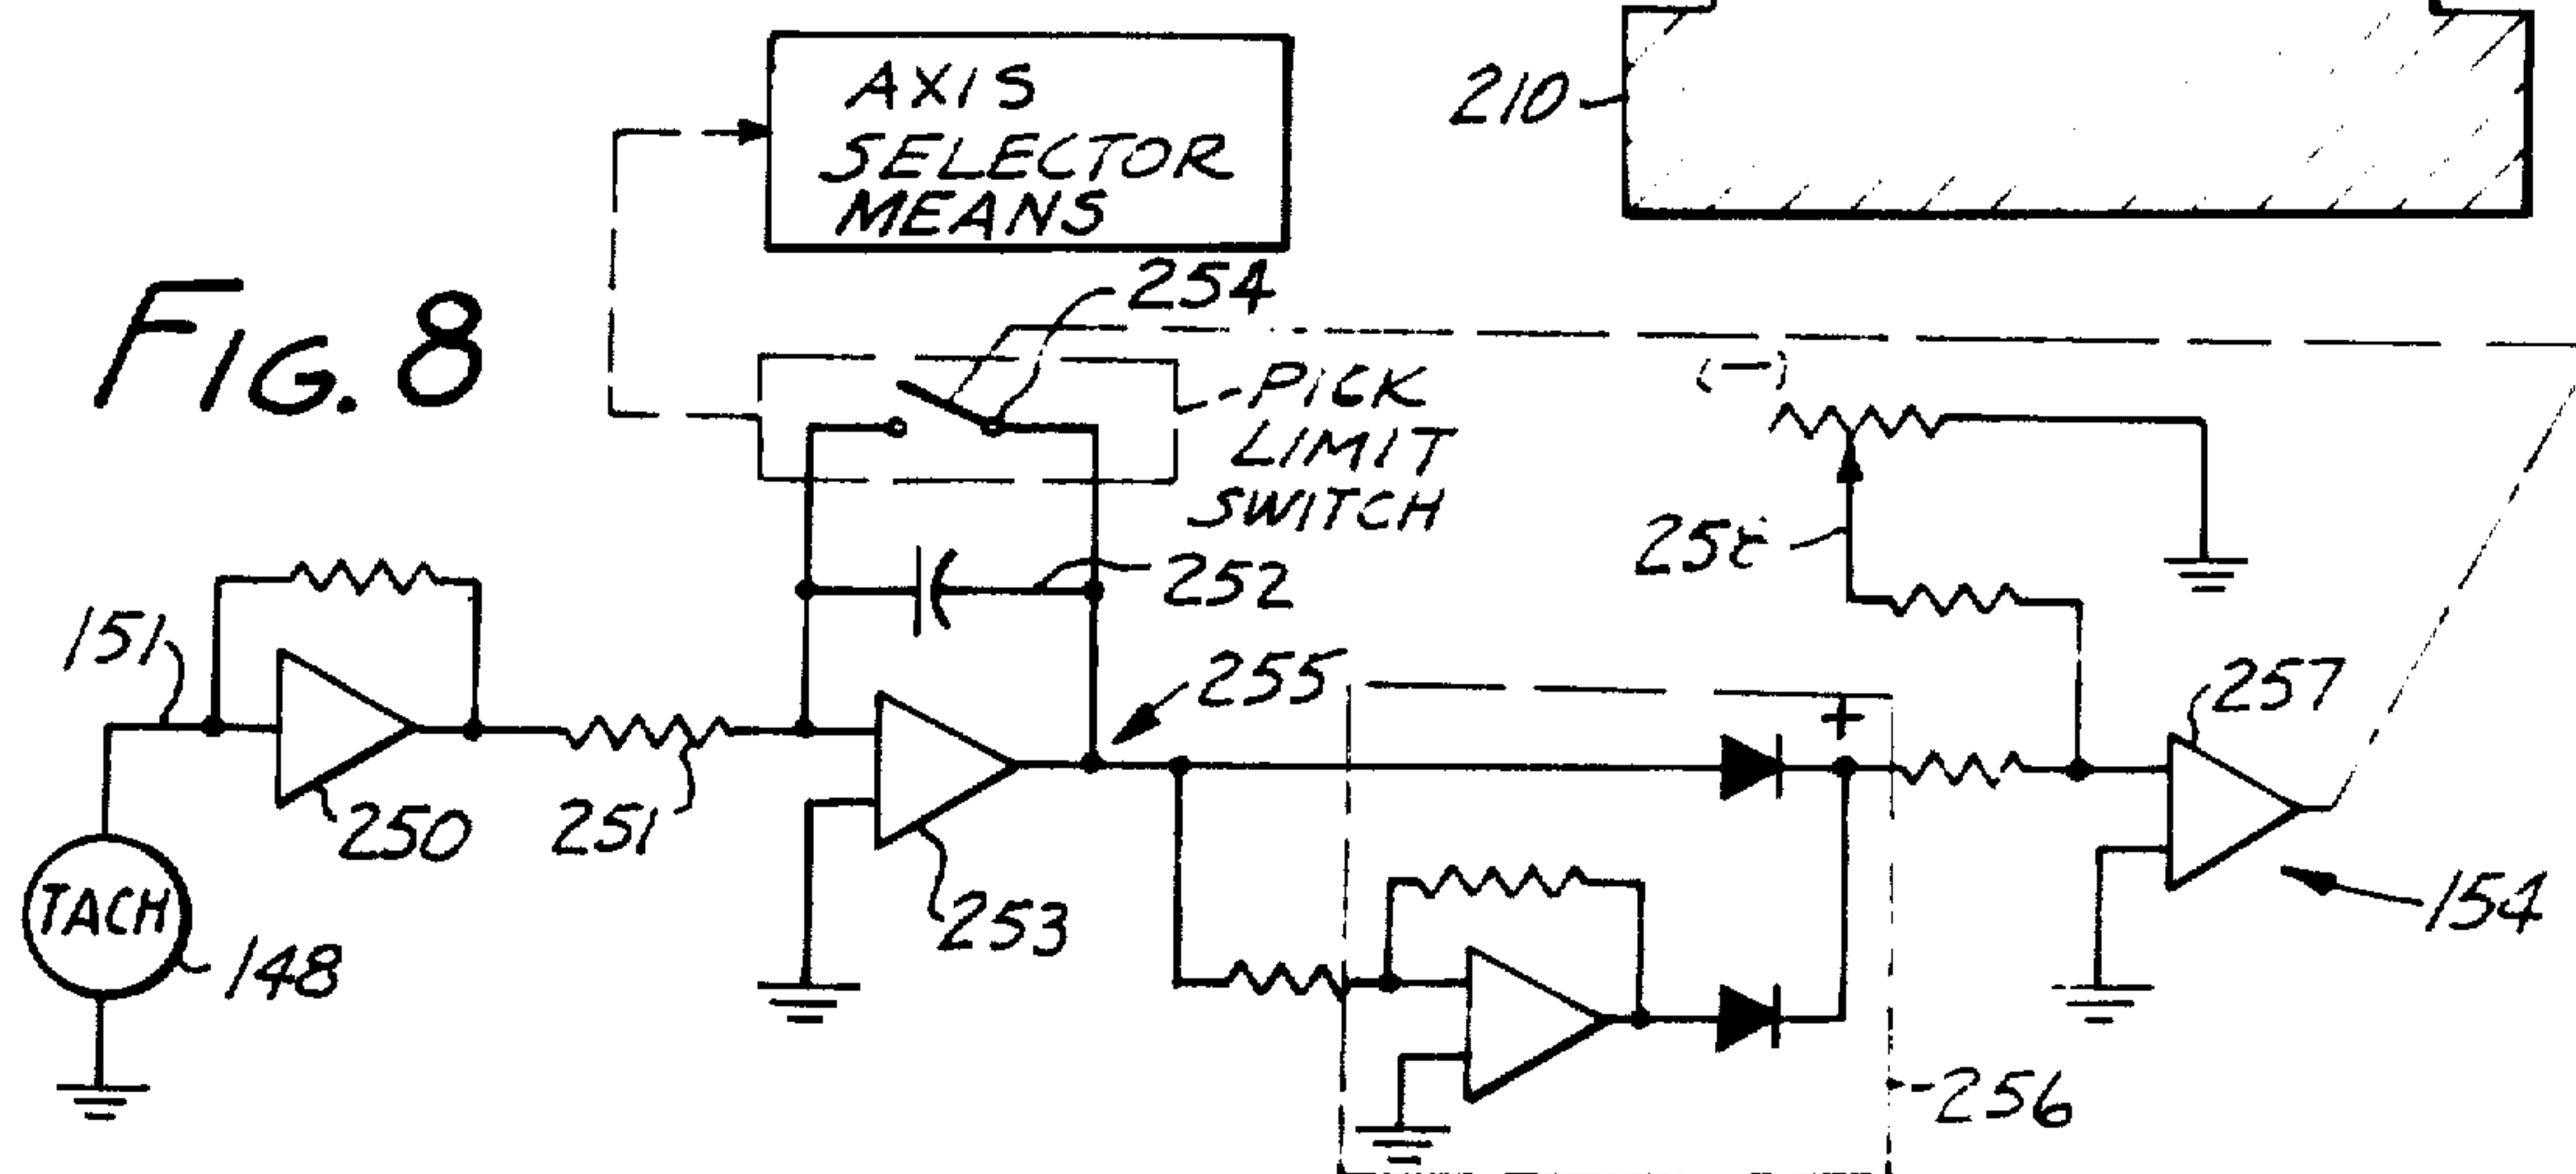 AXIS
SELECTOR
MEANS
210
FIG. 8
254
(-)
PICK
LIMIT
SWITCH
252
151
255
257
+
250
251
253
TACH
148
154
256